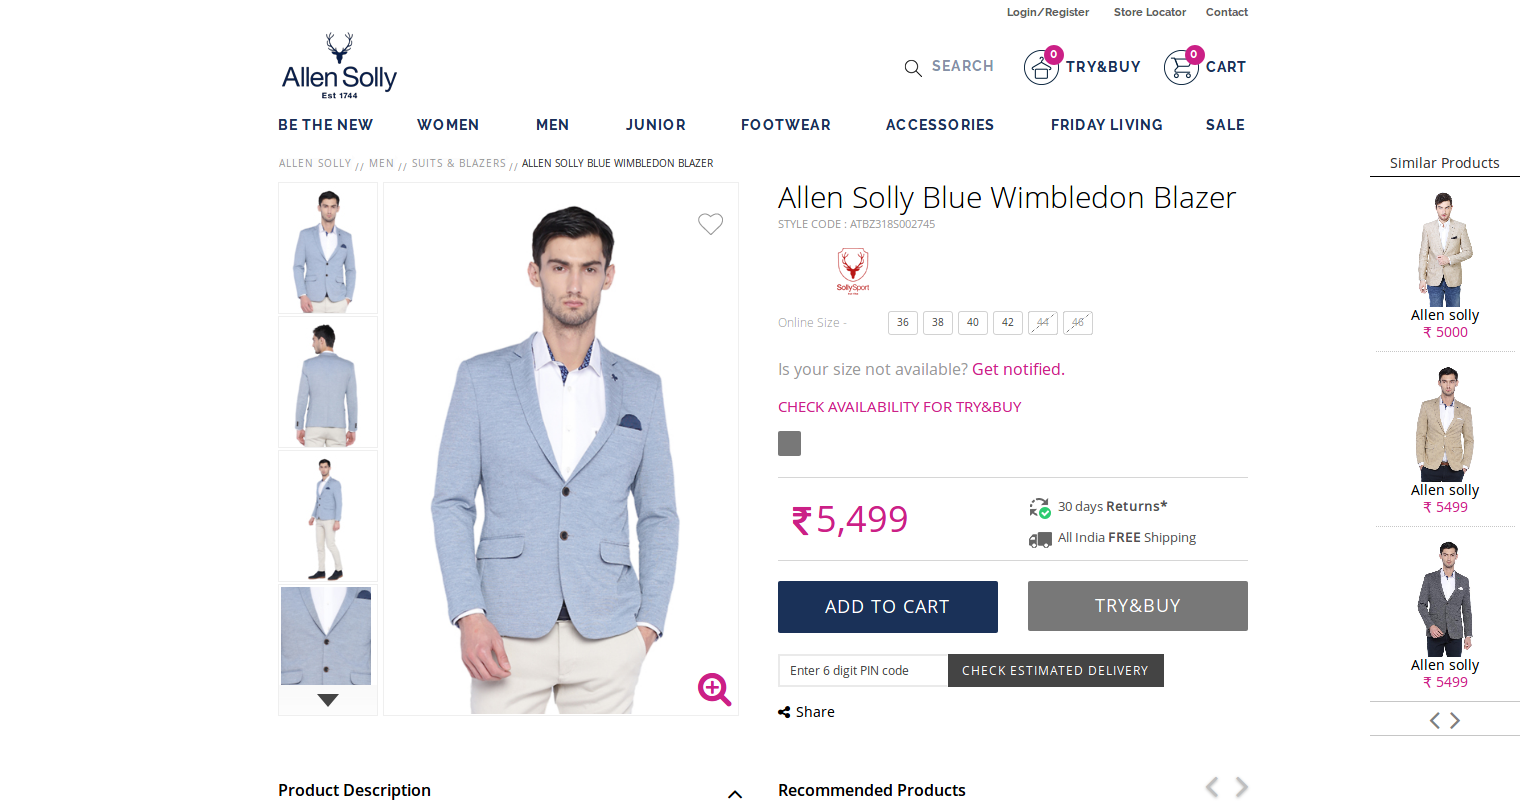 Login/Register Store Locator Contact
Allen Solly
Est 1744
SEARCH 0 TRY&BUY 0 CART
BE THE NEW WOMEN MEN JUNIOR FOOTWEAR ACCESSORIES FRIDAY LIVING SALE
ALLEN SOLLY // MEN // SUITS & BLAZERS // ALLEN SOLLY BLUE WIMBLEDON BLAZER
Allen Solly Blue Wimbledon Blazer
STYLE CODE : ATBZ318S002745
SollySport
Online Size - 36 38 40 42 44 46
Is your size not available? Get notified.
CHECK AVAILABILITY FOR TRY&BUY
₹5,499
30 days Returns*
All India FREE Shipping
ADD TO CART TRY&BUY
Enter 6 digit PIN code CHECK ESTIMATED DELIVERY
Share
Similar Products
Allen solly
₹ 5000
Allen solly
₹ 5499
Allen solly
₹ 5499
Product Description Recommended Products